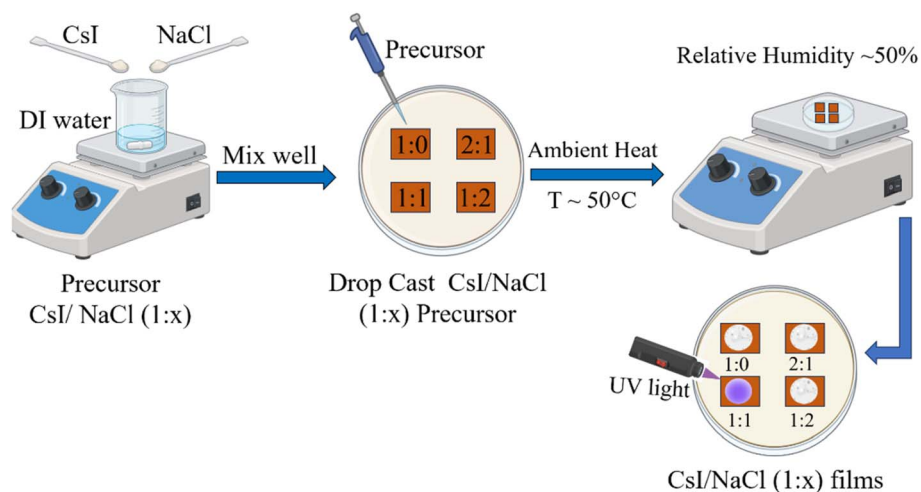 CsI
NaCl
DI water
Precursor
CsI/ NaCl (1:x)
Mix well
Precursor
1:0
2:1
1:1
1:2
Drop Cast CsI/NaCl
(1:x) Precursor
Ambient Heat
T ~ 50°C
Relative Humidity ~50%
UV light
1:0
2:1
1:1
1:2
CsI/NaCl (1:x) films